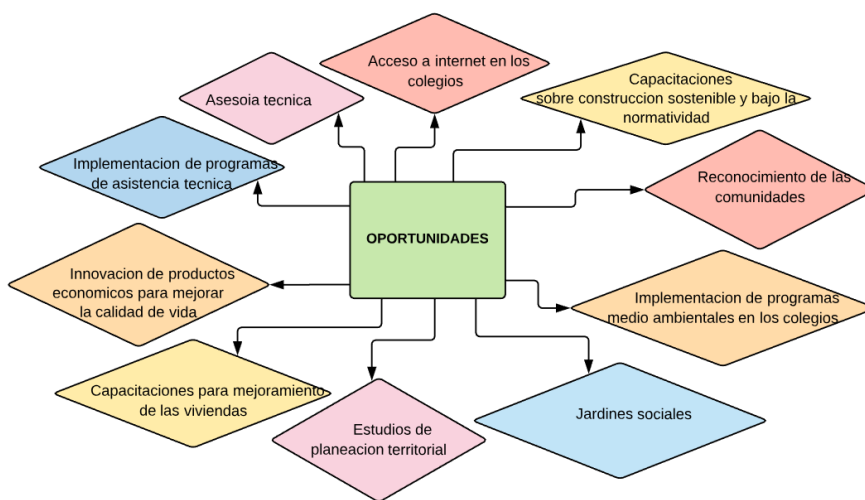 Acceso a internet en los
colegios
Capacitaciones
sobre construccion sostenible y bajo la
normatividad
Asesoia tecnica
Implementacion de programas
de asistencia tecnica
Reconocimiento de las
comunidades
OPORTUNIDADES
Innovacion de productos
economicos para mejorar
la calidad de vida
Implementacion de programas
medio ambientales en los colegios
Capacitaciones para mejoramiento
de las viviendas
Estudios de
planeacion territorial
Jardines sociales